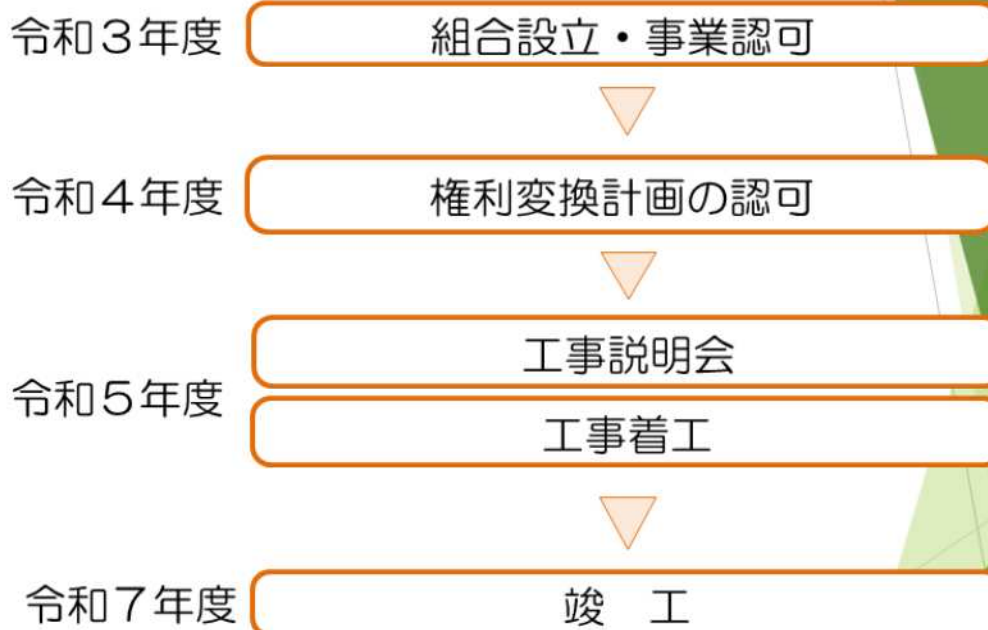 令和３年度 組合設立・事業認可
令和４年度 権利変換計画の認可
工事説明会
令和５年度
工事着工
令和７年度 竣　工